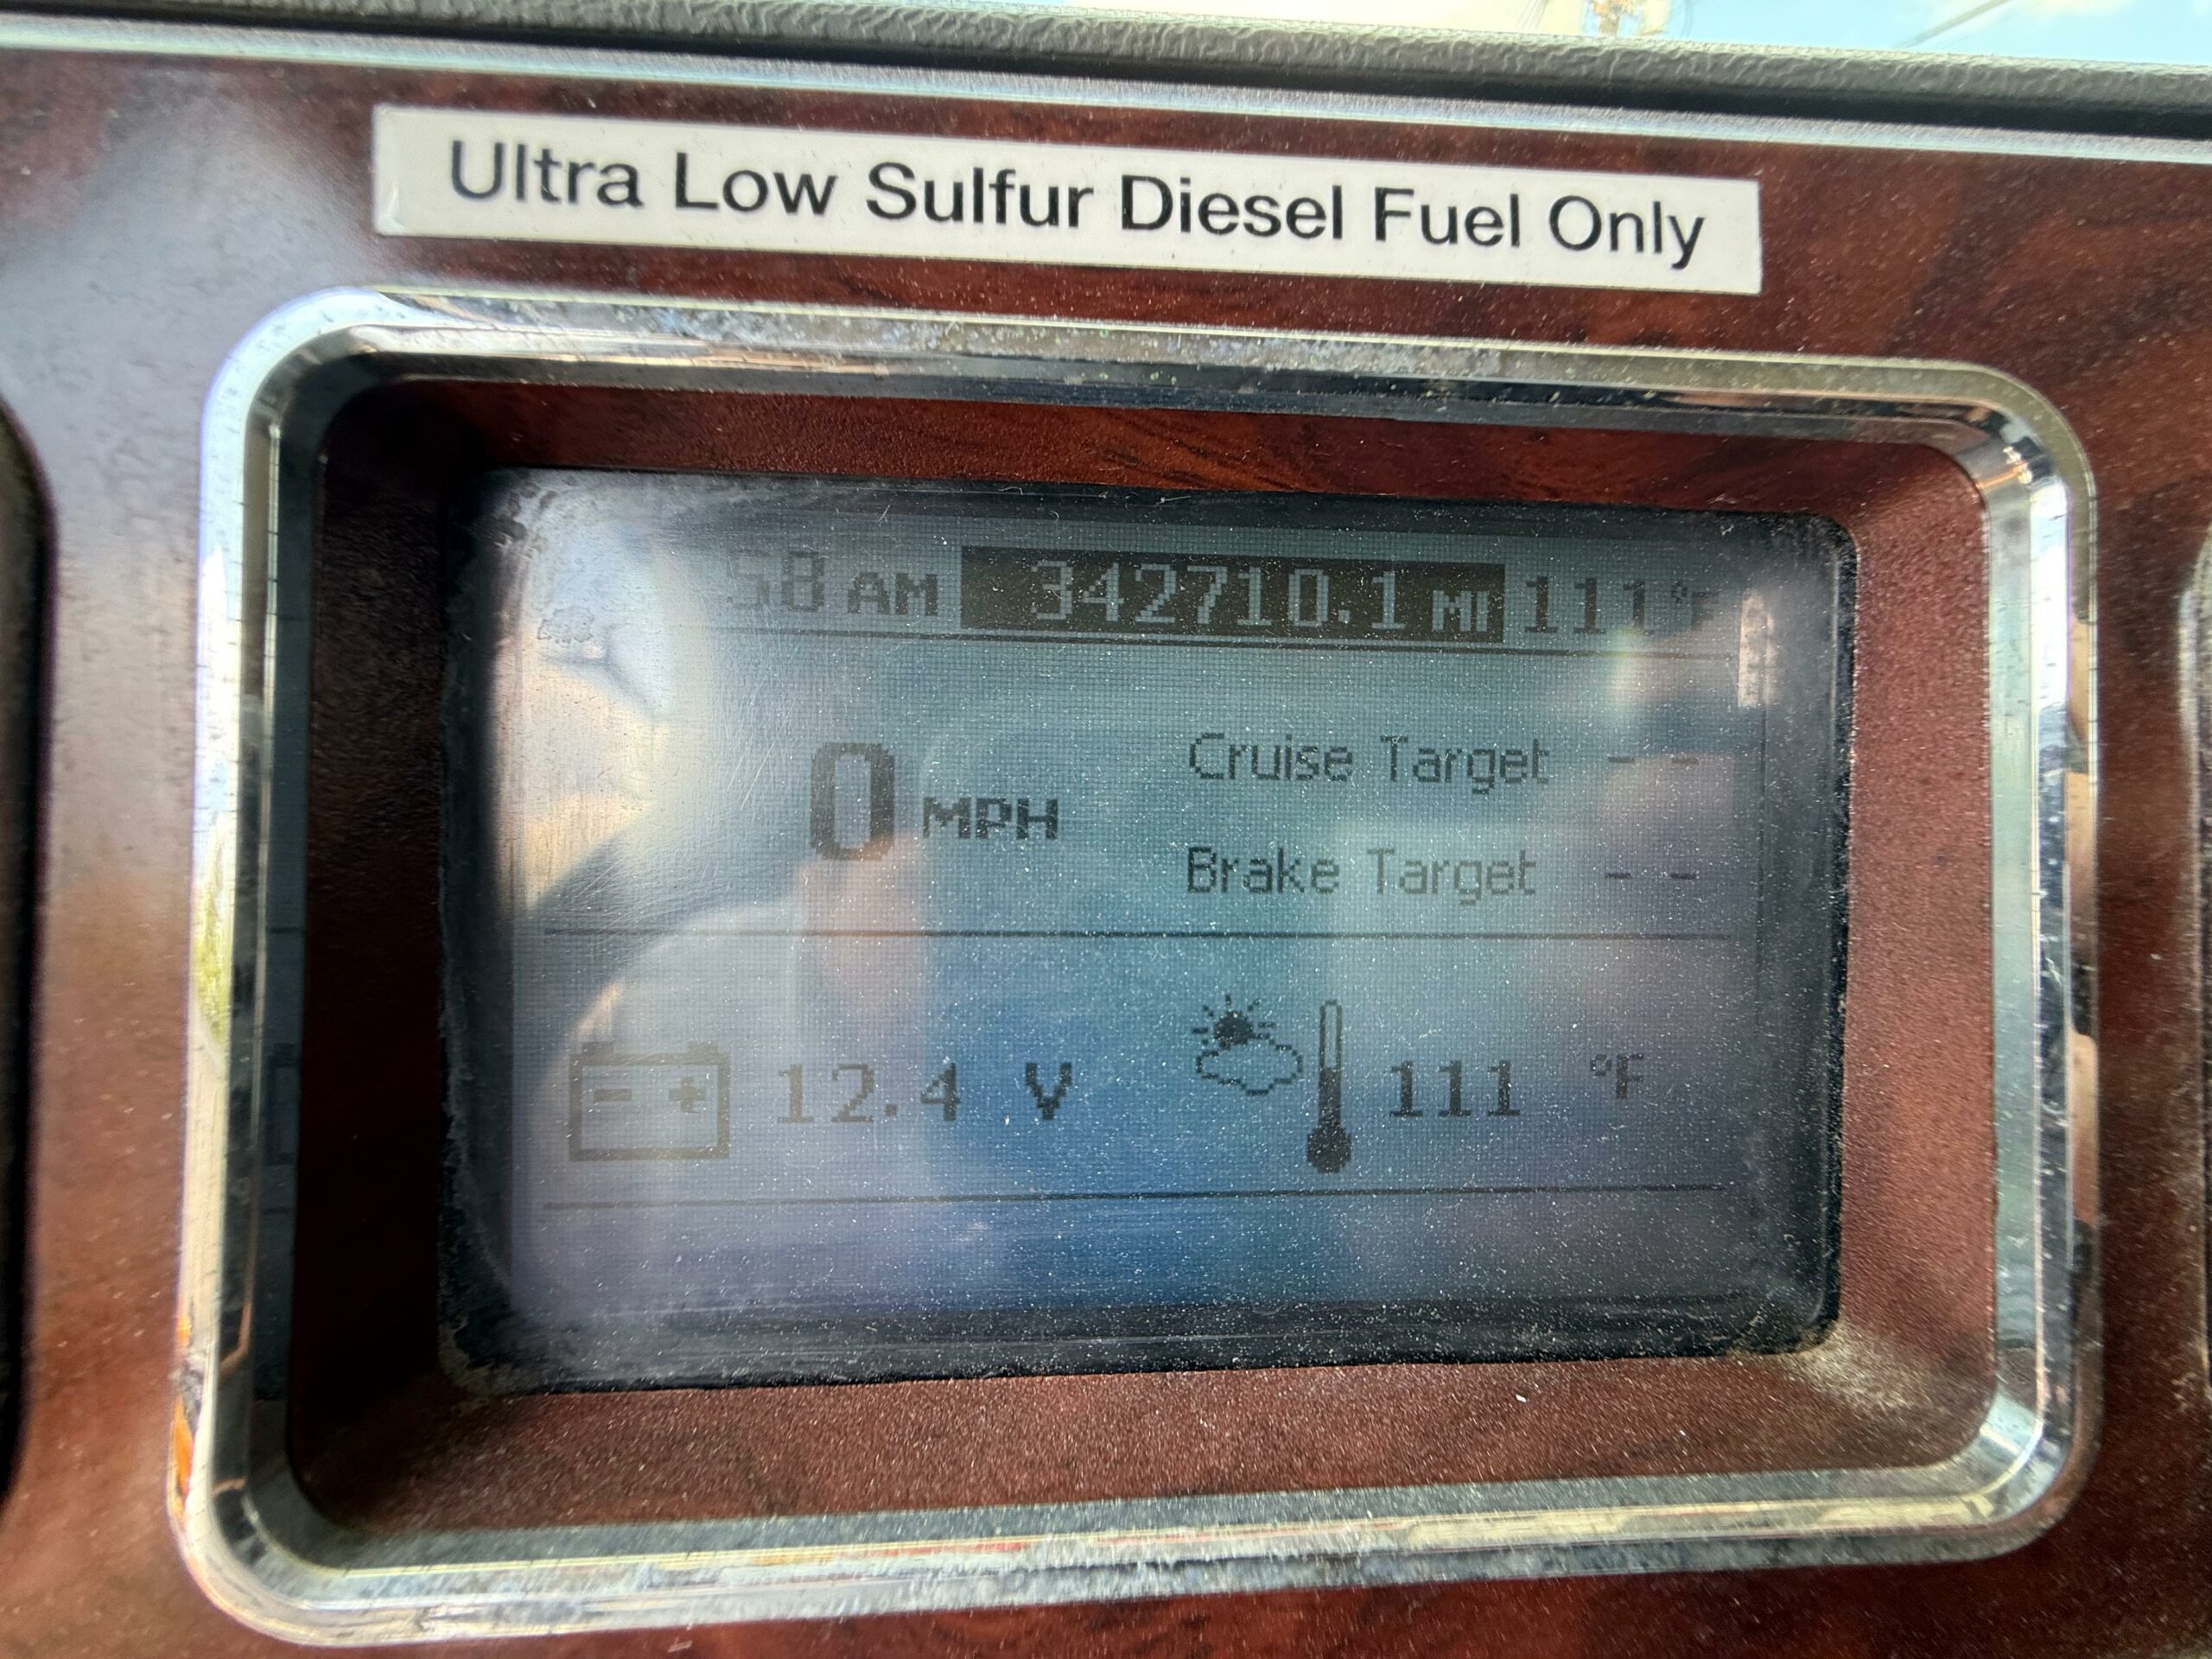 Ultra Low Sulfur Diesel Fuel Only
58 AM 342710.1 MI 111°F
0 MPH
Cruise Target - -
Brake Target - -
- + 12.4 V 111 °F